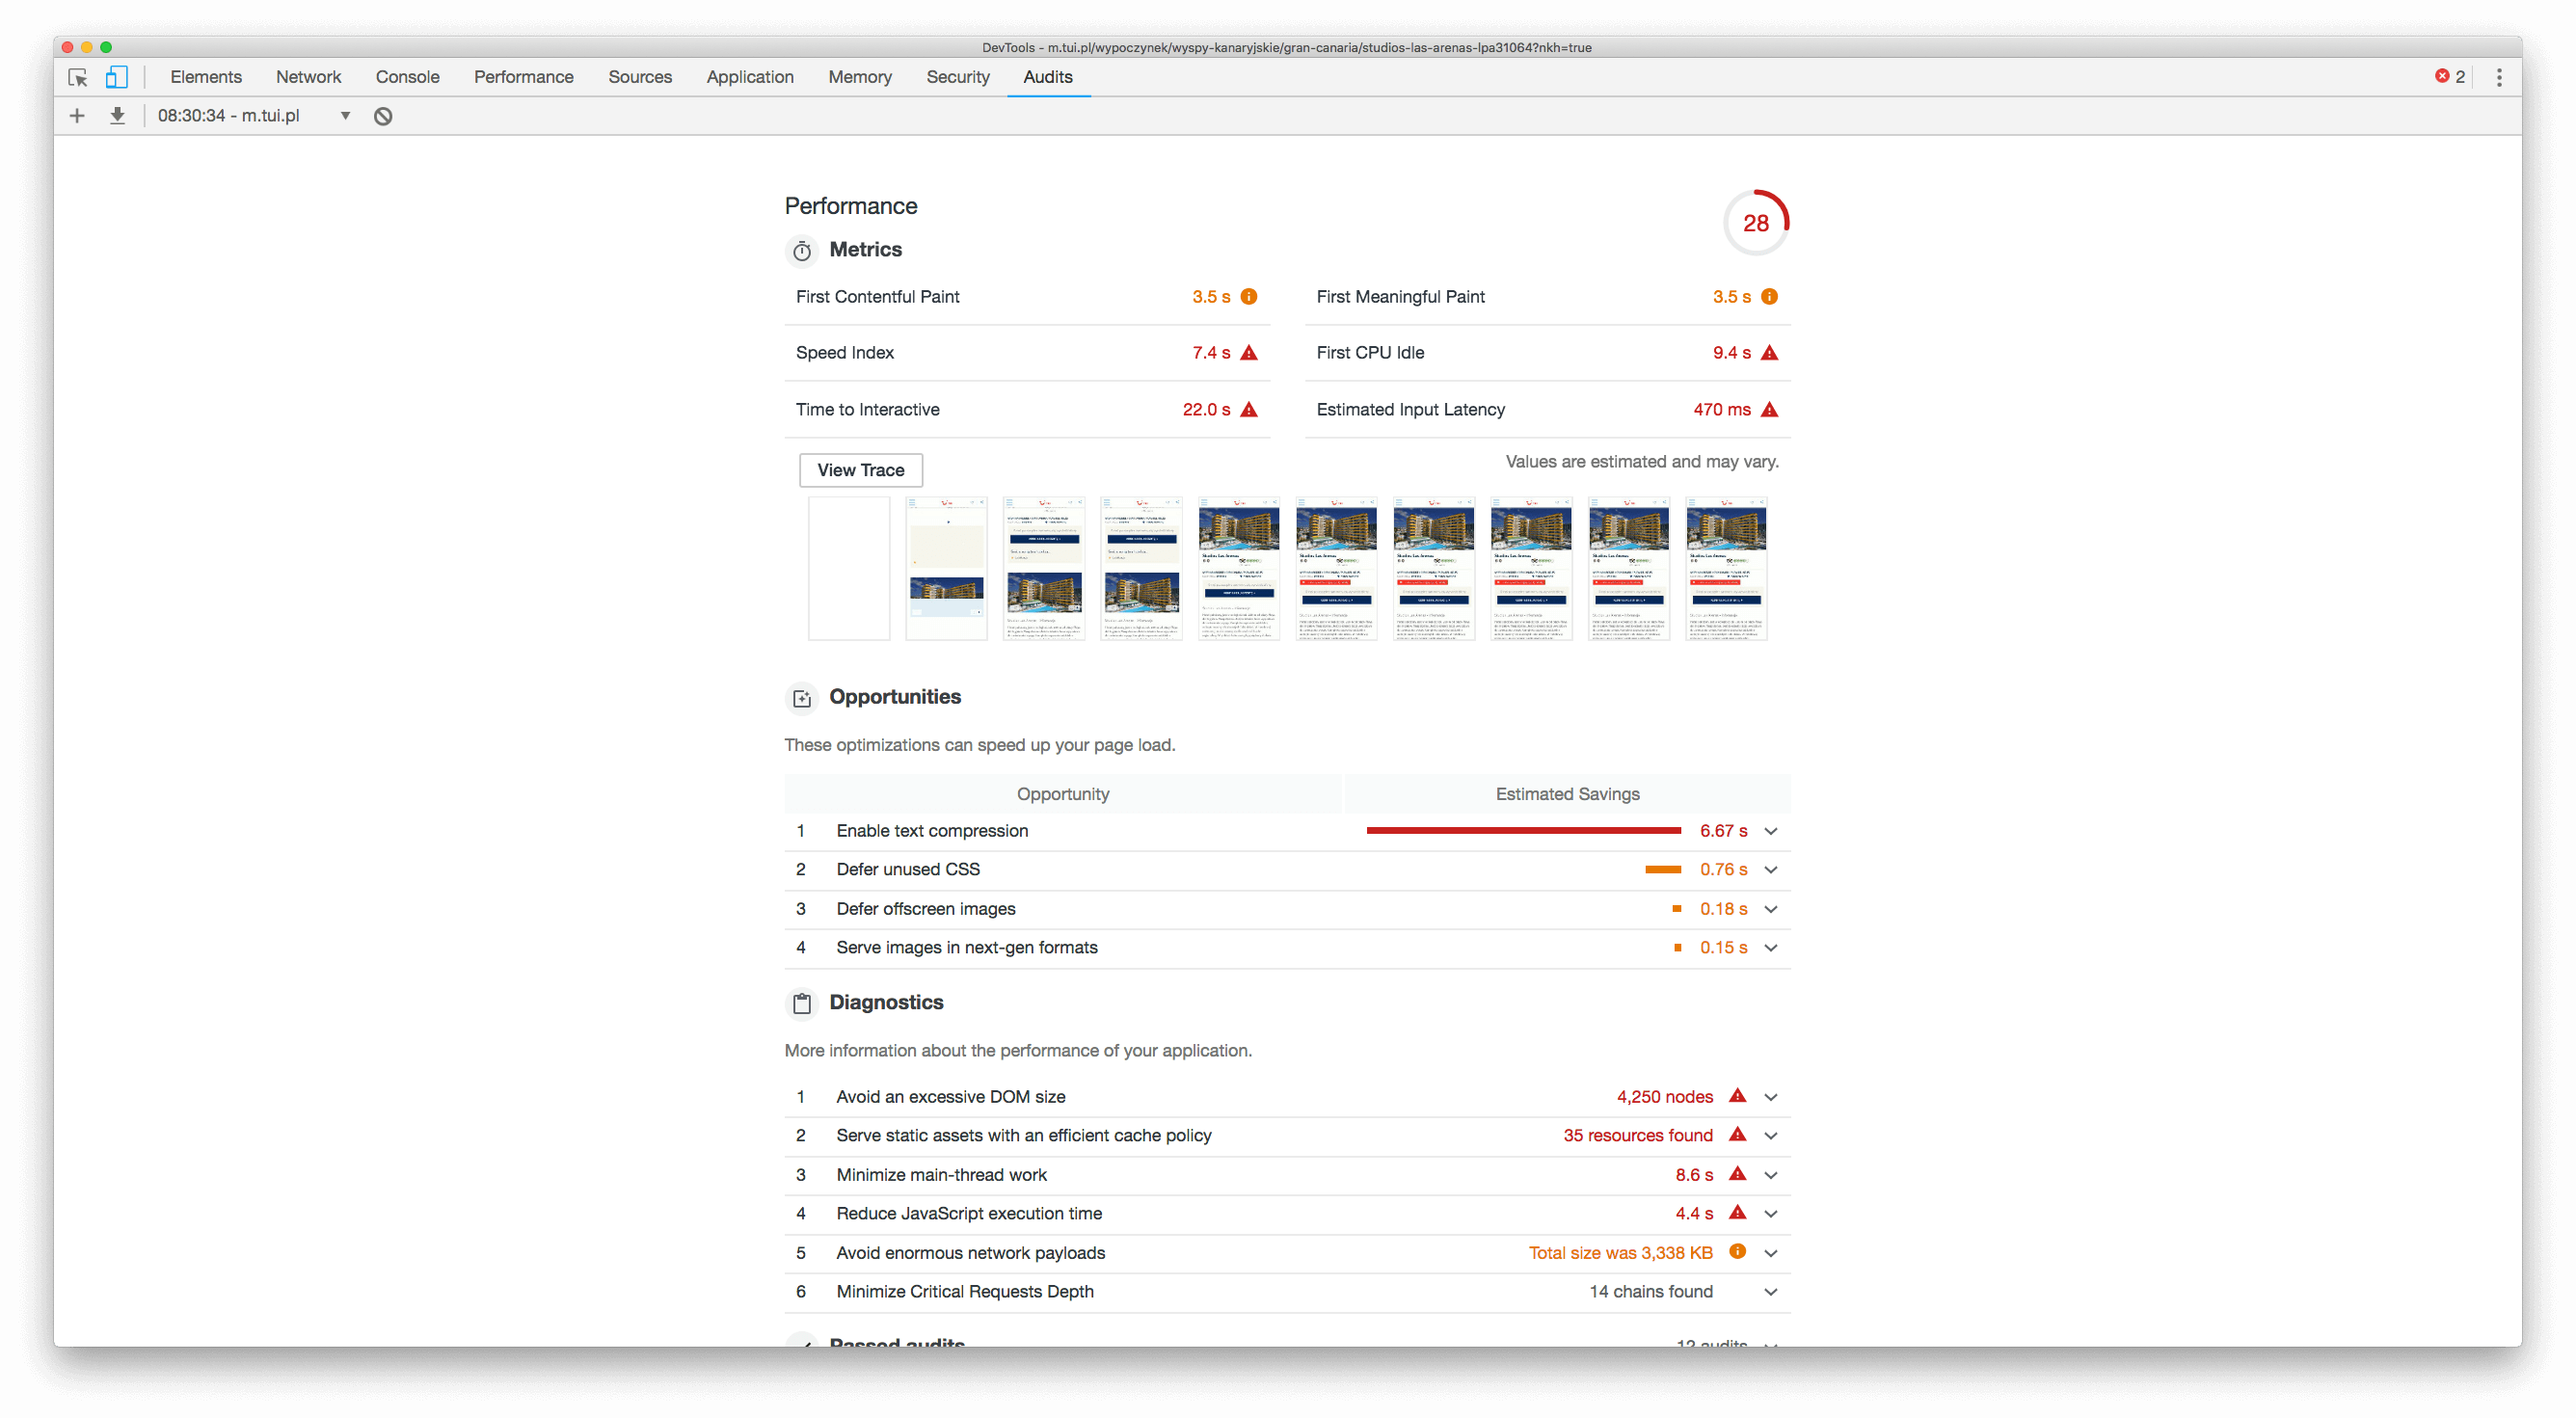 DevTools - m.tui.pl/wypoczynek/wyspy-kanaryjskie/gran-canaria/studios-las-arenas-lpa31064?nkh=true
Elements Network Console Performance Sources Application Memory Security Audits 2
08:30:34 - m.tui.pl
Performance
28
Metrics
First Contentful Paint 3.5 s First Meaningful Paint 3.5 s
Speed Index 7.4 s First CPU Idle 9.4 s
Time to Interactive 22.0 s Estimated Input Latency 470 ms
View Trace Values are estimated and may vary.
Opportunities
These optimizations can speed up your page load.
Opportunity Estimated Savings
1 Enable text compression 6.67 s
2 Defer unused CSS 0.76 s
3 Defer offscreen images 0.18 s
4 Serve images in next-gen formats 0.15 s
Diagnostics
More information about the performance of your application.
1 Avoid an excessive DOM size 4,250 nodes
2 Serve static assets with an efficient cache policy 35 resources found
3 Minimize main-thread work 8.6 s
4 Reduce JavaScript execution time 4.4 s
5 Avoid enormous network payloads Total size was 3,338 KB
6 Minimize Critical Requests Depth 14 chains found
Passed audits 12 audits